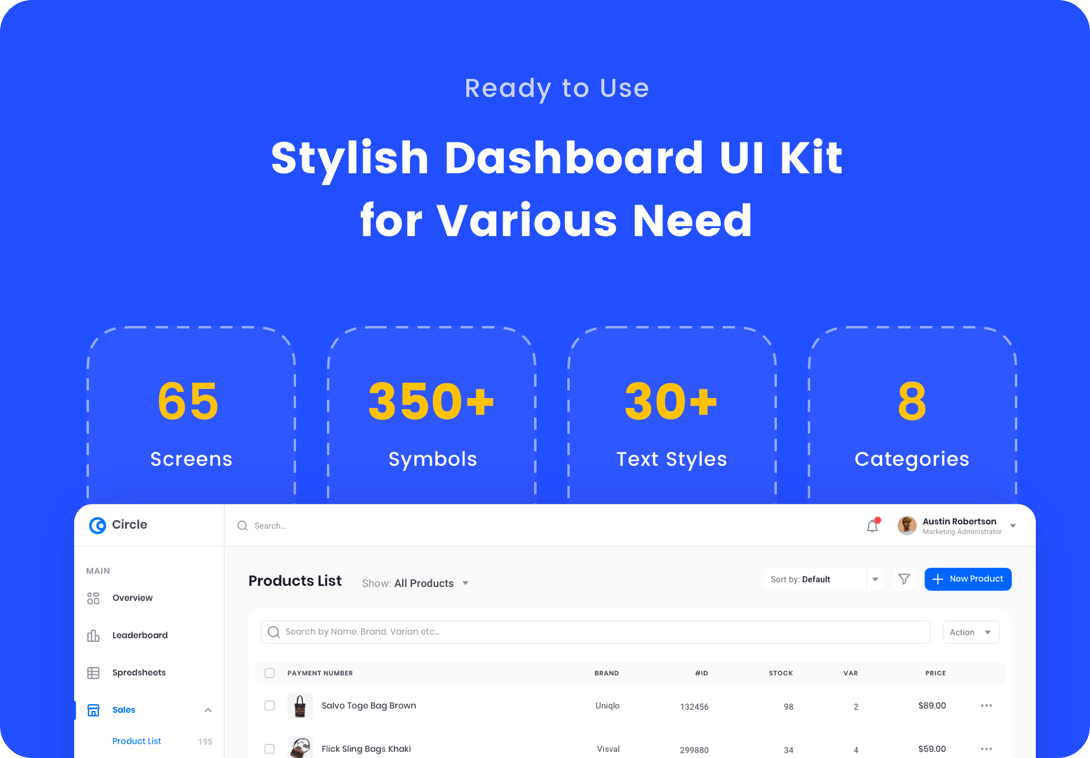 Ready to Use
Stylish Dashboard UI Kit
for Various Need
65
Screens
350+
Symbols
30+
Text Styles
8
Categories
Circle
Search...
Austin Robertson
Marketing Administrator
MAIN
Overview
Leaderboard
Spredsheets
Sales
Product List 195
Products List
Show: All Products
Sort by: Default
New Product
Search by Name, Brand, Varian etc...
Action
PAYMENT NUMBER BRAND #ID STOCK VAR PRICE
Salvo Toge Bag Brown Uniqlo 132456 98 2 $89.00
Flick Sling Bags Khaki Visval 299880 34 4 $59.00